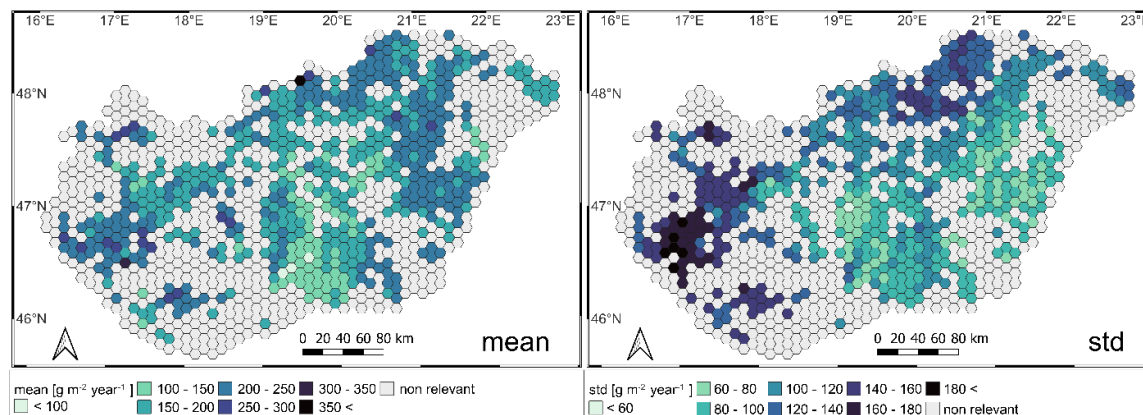 16°E 17°E 18°E 19°E 20°E 21°E 22°E 23°E
48°N
47°N
46°N
0 20 40 60 80 km
mean
mean [g m⁻² year⁻¹]
< 100
100 - 150
150 - 200
200 - 250
250 - 300
300 - 350
350 <
non relevant
16°E 17°E 18°E 19°E 20°E 21°E 22°E 23°E
48°N
47°N
46°N
0 20 40 60 80 km
std
std [g m⁻² year⁻¹]
< 60
60 - 80
80 - 100
100 - 120
120 - 140
140 - 160
160 - 180
180 <
non relevant